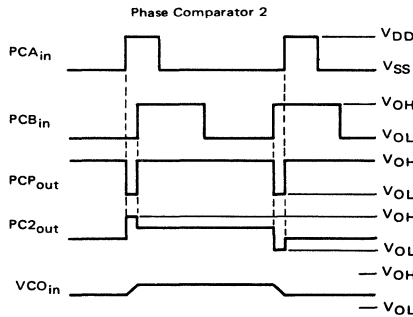 Phase Comparator 2
PCAin
VDD
VSS
PCBin
VOH
VOL
PCPout
VOH
VOL
PC2out
VOH
VOL
VCOin
VOH
VOL